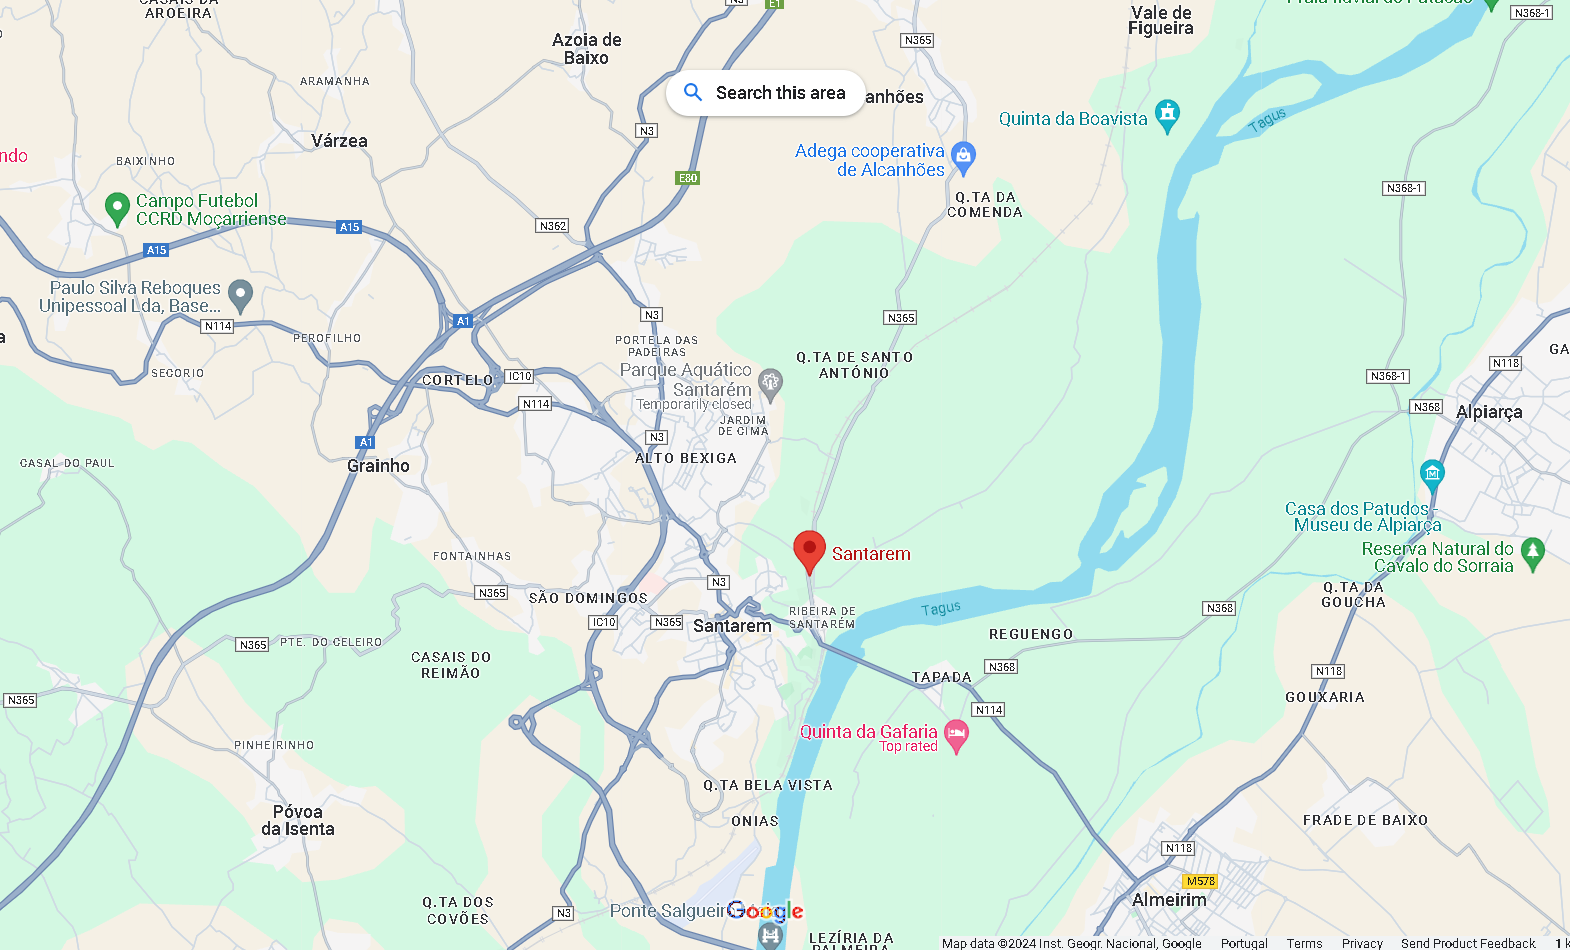 CASAIS DA
AROEIRA
N3
E1
Vale de
Figueira
N368-1
Azoia de
Baixo
N365
ARAMANHA
Search this area
anhões
Quinta da Boavista
Tagus
N3
Várzea
ndo
BAIXINHO
Adega cooperativa
de Alcanhões
E80
N368-1
Campo Futebol
CCRD Moçarriense
Q.TA DA
COMENDA
A15
N362
A15
Paulo Silva Reboques
Unipessoal Lda, Base...
N114
A1
N3
N365
PEROFILHO
PORTELA DAS
PADEIRAS
Q.TA DE SANTO
ANTÓNIO
GA
N118
SECORIO
CORTELO
IC10
Parque Aquático
Santarém
Temporarily closed
N368-1
N114
N368
Alpiarça
JARDIM
DE CIMA
N3
A1
ALTO BEXIGA
CASAL DO PAUL
Grainho
Casa dos Patudos -
Museu de Alpiarça
FONTAINHAS
Santarem
Reserva Natural do
Cavalo do Sorraia
N3
N365
SÃO DOMINGOS
Q.TA DA
GOUCHA
RIBEIRA DE
SANTARÉM
Tagus
N368
IC10
N365
Santarem
REGUENGO
N365
PTE. DO CELEIRO
CASAIS DO
REIMÃO
N368
TAPADA
N118
N365
GOUXARIA
N114
Quinta da Gafaria
Top rated
PINHEIRINHO
Q.TA BELA VISTA
Póvoa
da Isenta
ONIAS
FRADE DE BAIXO
N118
M578
Almeirim
Q.TA DOS
COVÕES
N3
Ponte Salgueiro
Google
LEZÍRIA DA
PALMEIRA
Map data ©2024 Inst. Geogr. Nacional, Google
Portugal
Terms
Privacy
Send Product Feedback
1 k